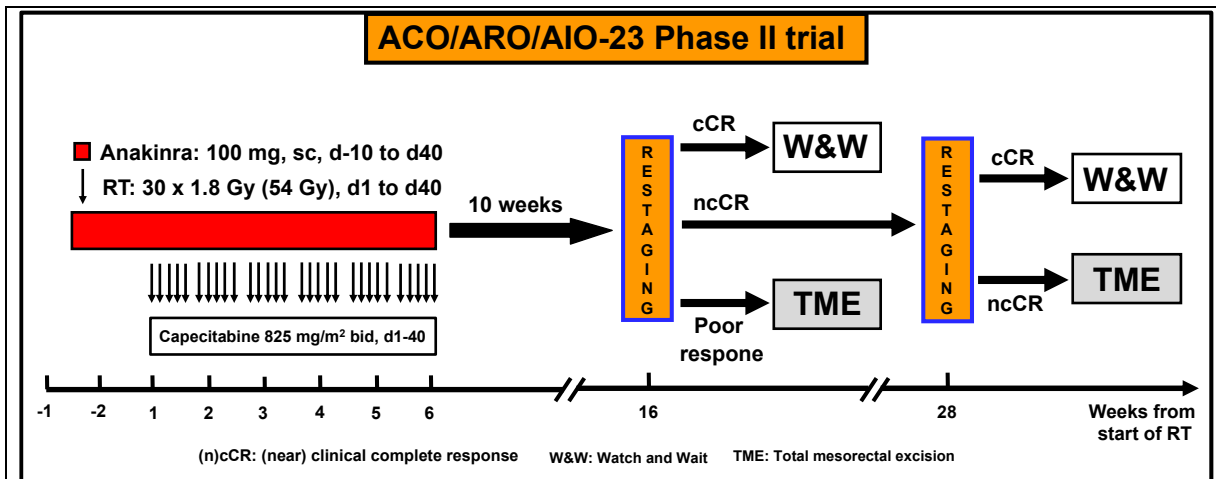 ACO/ARO/AIO-23 Phase II trial
Anakinra: 100 mg, sc, d-10 to d40
RT: 30 x 1.8 Gy (54 Gy), d1 to d40
10 weeks
Capecitabine 825 mg/m² bid, d1-40
RESTAGING
cCR
W&W
ncCR
Poor
respone
TME
RESTAGING
cCR
W&W
ncCR
TME
-1 -2 1 2 3 4 5 6 16 28
Weeks from
start of RT
(n)cCR: (near) clinical complete response W&W: Watch and Wait TME: Total mesorectal excision